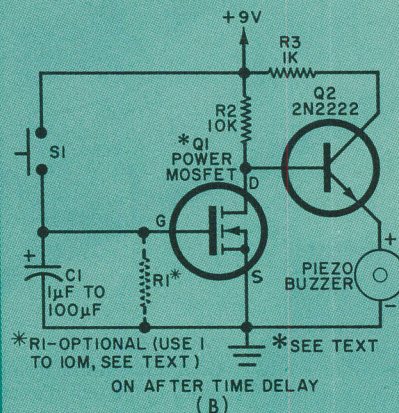 +9V
R3
1K
R2
10K
Q2
2N2222
*Q1
POWER
MOSFET
S1
D
G
S
+
C1
1µF TO
100µF
R1*
+
PIEZO
BUZZER
-
*R1-OPTIONAL (USE 1
TO 10M, SEE TEXT)
*SEE TEXT
ON AFTER TIME DELAY
(B)